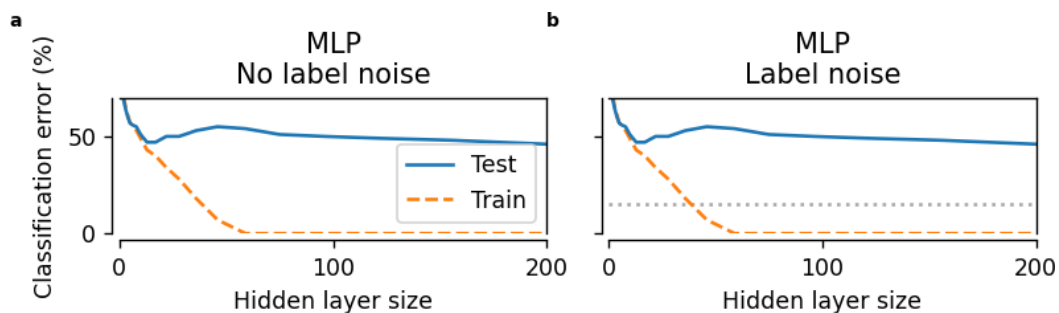 a
MLP
No label noise
Classification error (%)
50
0
Test
Train
0
100
200
Hidden layer size
b
MLP
Label noise
0
100
200
Hidden layer size